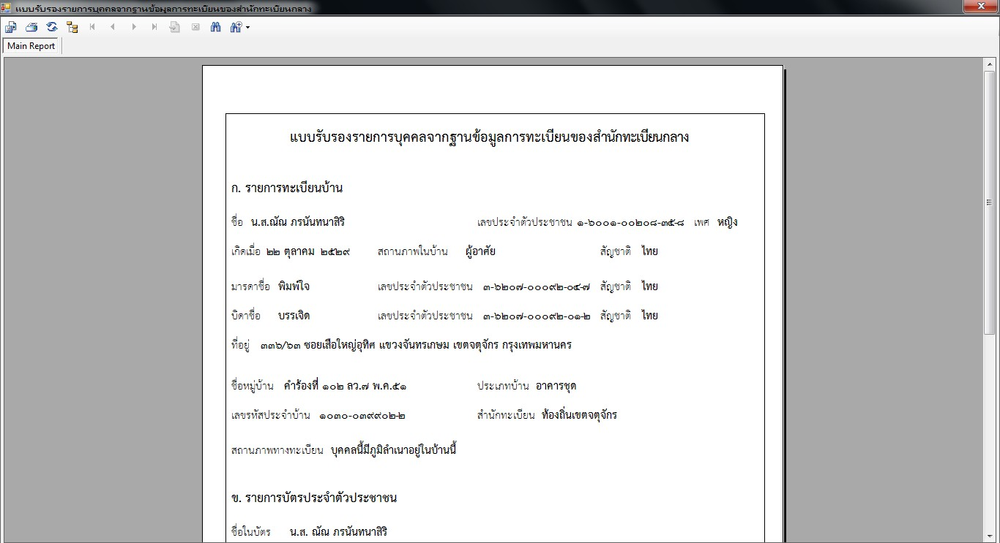 แบบรับรองรายการบุคคลจากฐานข้อมูลการทะเบียนของสำนักทะเบียนกลาง
Main Report
แบบรับรองรายการบุคคลจากฐานข้อมูลการทะเบียนของสำนักทะเบียนกลาง
ก. รายการทะเบียนบ้าน
ชื่อ น.ส.ณัณ ภรนันทนาสิริ เลขประจำตัวประชาชน ๑-๖๐๐๑-๐๐๒๐๘-๓๕-๘ เพศ หญิง
เกิดเมื่อ ๒๒ ตุลาคม ๒๕๒๙ สถานภาพในบ้าน ผู้อาศัย สัญชาติ ไทย
มารดาชื่อ พิมพ์ใจ เลขประจำตัวประชาชน ๓-๖๒๐๗-๐๐๐๙๒-๐๔-๗ สัญชาติ ไทย
บิดาชื่อ บรรเจิด เลขประจำตัวประชาชน ๓-๖๒๐๗-๐๐๐๙๒-๐๑-๒ สัญชาติ ไทย
ที่อยู่ ๓๓๖/๖๓ ซอยเสือใหญ่อุทิศ แขวงจันทรเกษม เขตจตุจักร กรุงเทพมหานคร
ชื่อหมู่บ้าน คำร้องที่ ๑๐๒ ลว.๗ พ.ค.๕๑ ประเภทบ้าน อาคารชุด
เลขรหัสประจำบ้าน ๑๐๓๐-๐๓๙๙๐๒-๒ สำนักทะเบียน ท้องถิ่นเขตจตุจักร
สถานภาพทางทะเบียน บุคคลนี้มีภูมิลำเนาอยู่ในบ้านนี้
ข. รายการบัตรประจำตัวประชาชน
ชื่อในบัตร น.ส. ณัณ ภรนันทนาสิริ